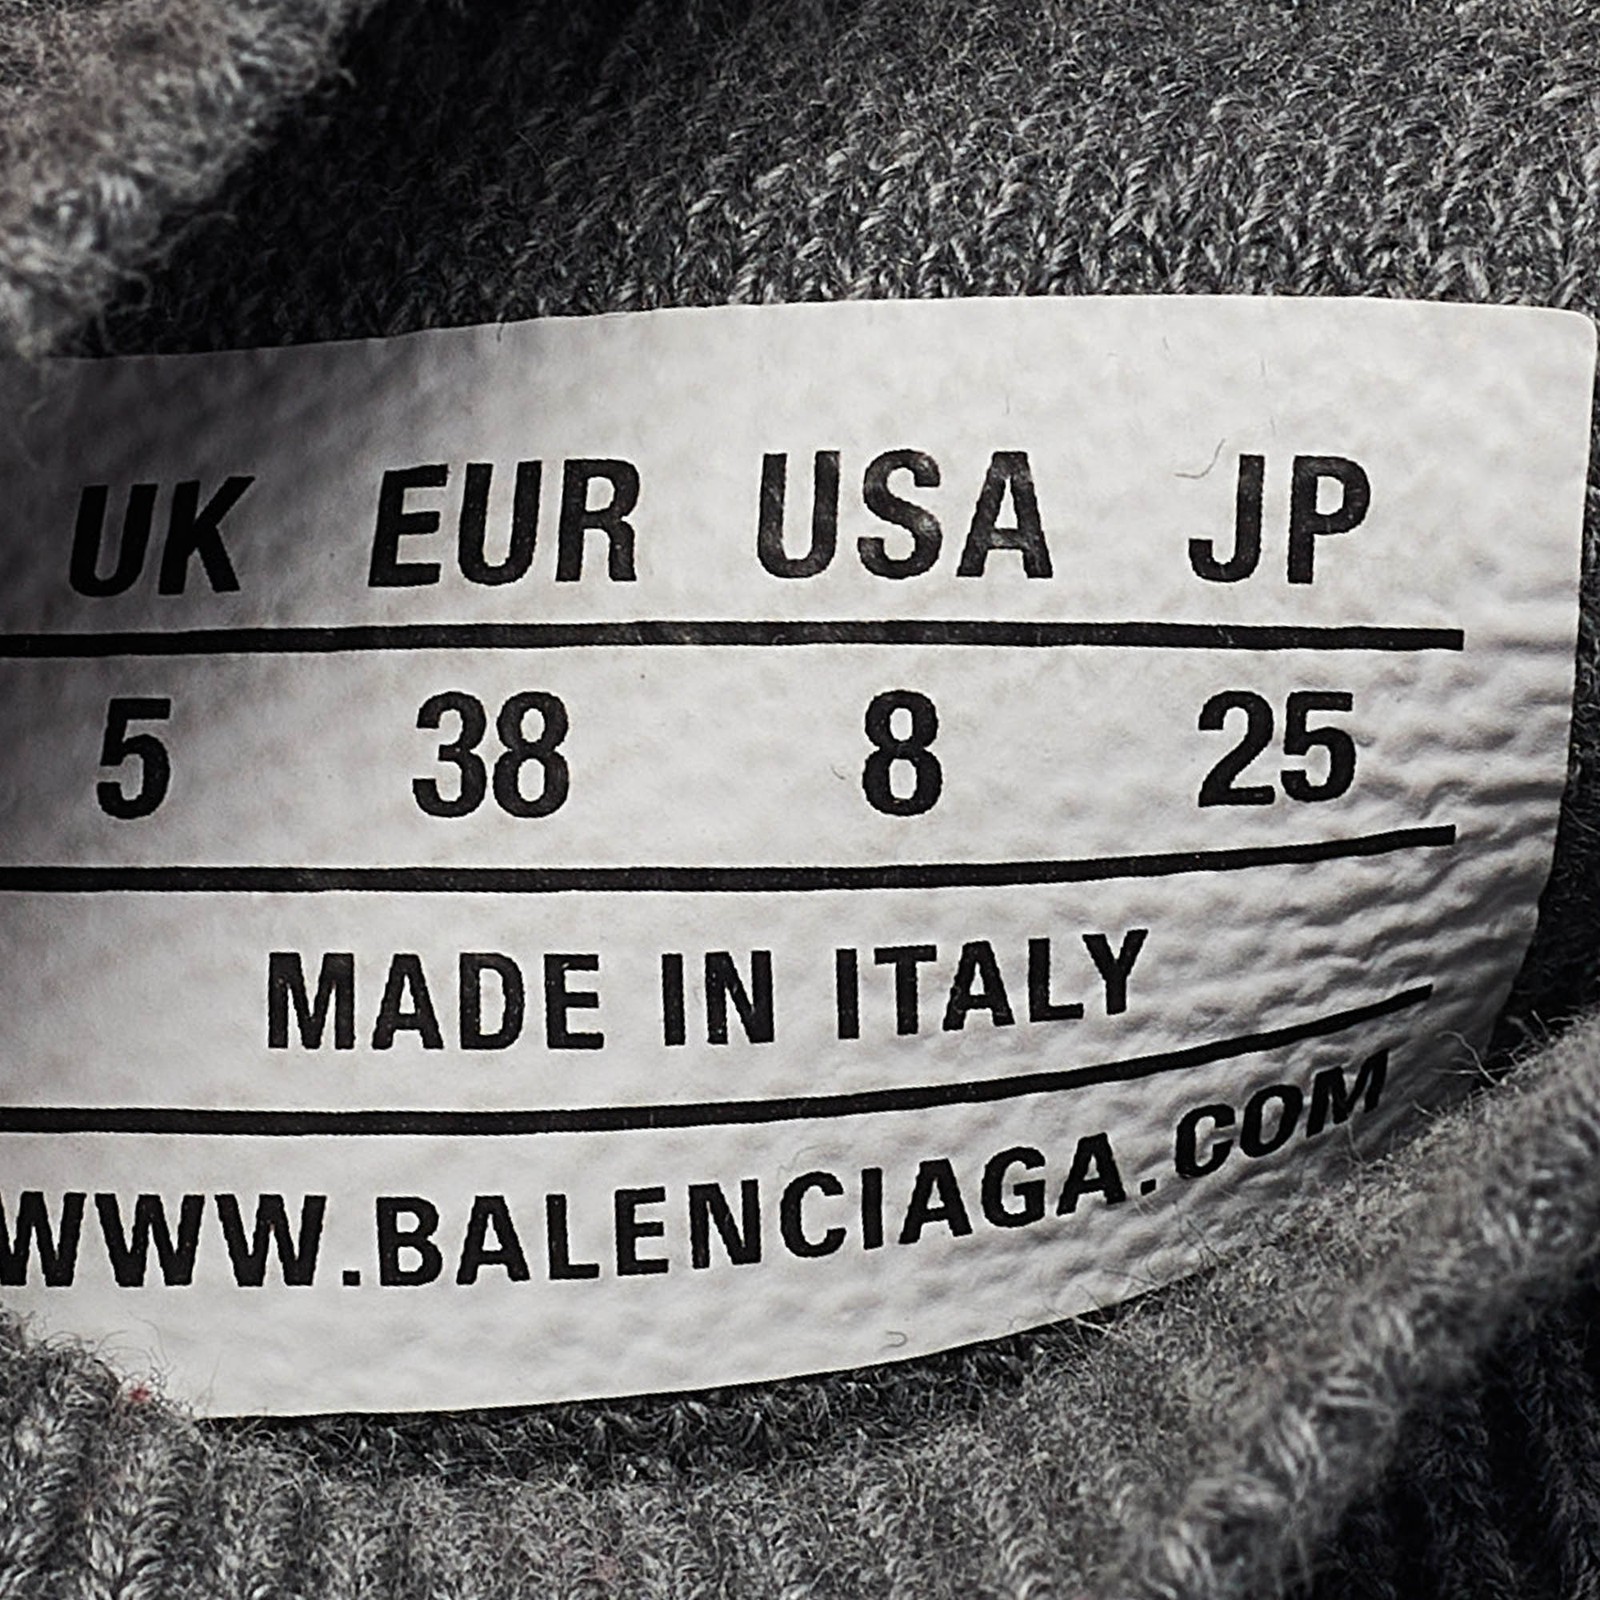 UK EUR USA JP
5 38 8 25
MADE IN ITALY
WWW.BALENCIAGA.COM